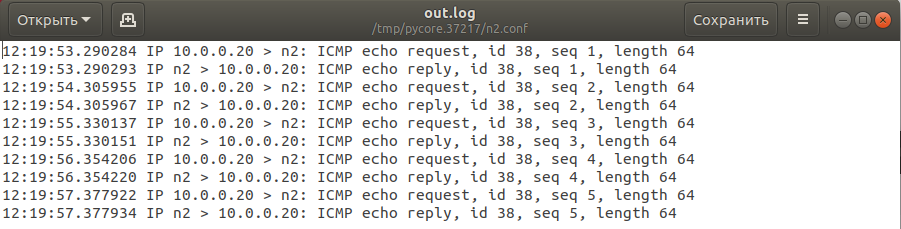 Открыть
out.log
/tmp/pycore.37217/n2.conf
Сохранить
12:19:53.290284 IP 10.0.0.20 > n2: ICMP echo request, id 38, seq 1, length 64
12:19:53.290293 IP n2 > 10.0.0.20: ICMP echo reply, id 38, seq 1, length 64
12:19:54.305955 IP 10.0.0.20 > n2: ICMP echo request, id 38, seq 2, length 64
12:19:54.305967 IP n2 > 10.0.0.20: ICMP echo reply, id 38, seq 2, length 64
12:19:55.330137 IP 10.0.0.20 > n2: ICMP echo request, id 38, seq 3, length 64
12:19:55.330151 IP n2 > 10.0.0.20: ICMP echo reply, id 38, seq 3, length 64
12:19:56.354206 IP 10.0.0.20 > n2: ICMP echo request, id 38, seq 4, length 64
12:19:56.354220 IP n2 > 10.0.0.20: ICMP echo reply, id 38, seq 4, length 64
12:19:57.377922 IP 10.0.0.20 > n2: ICMP echo request, id 38, seq 5, length 64
12:19:57.377934 IP n2 > 10.0.0.20: ICMP echo reply, id 38, seq 5, length 64